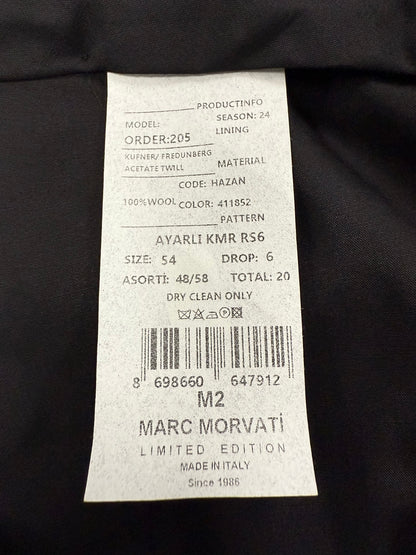 PRODUCTINFO
MODEL: SEASON: 24
ORDER:205 LINING
KUFNER/ FREDUNBERG
ACETATE TWILL MATERIAL
CODE: HAZAN
100%WOOL COLOR: 411852
PATTERN
AYARLI KMR RS6
SIZE: 54 DROP: 6
ASORTİ: 48/58 TOTAL: 20
DRY CLEAN ONLY
8 698660 647912
M2
MARC MORVATİ
LIMITED EDITION
MADE IN ITALY
Since 1986